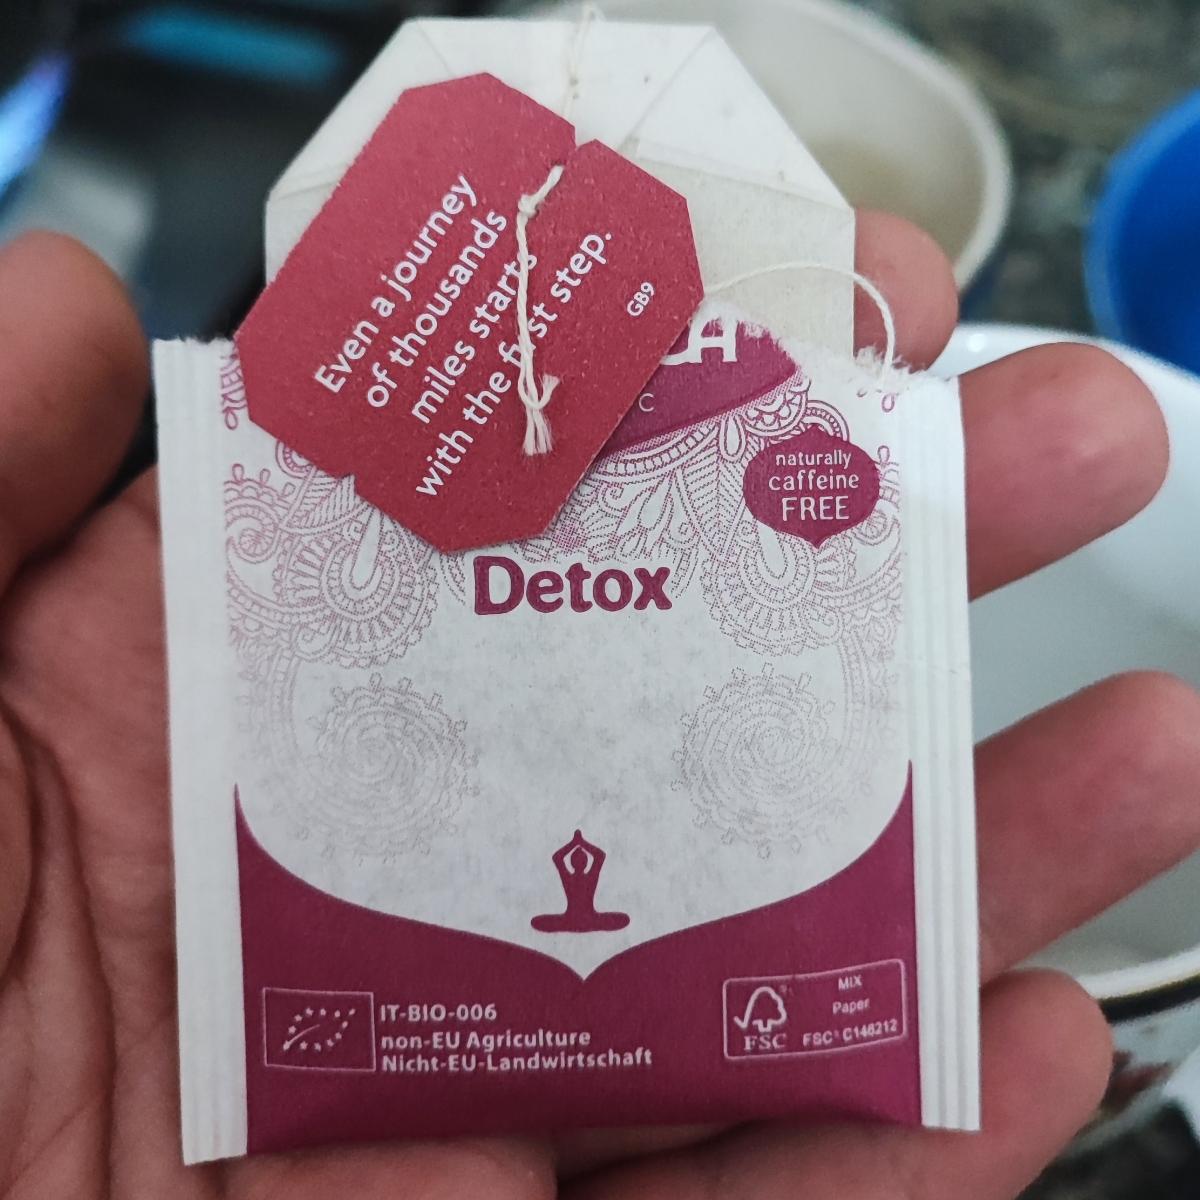 Even a journey
of thousands
miles starts
with the first step.
GB9
C
naturally
caffeine
FREE
Detox
IT-BIO-006
non-EU Agriculture
Nicht-EU-Landwirtschaft
FSC
MIX
Paper
FSC® C148212